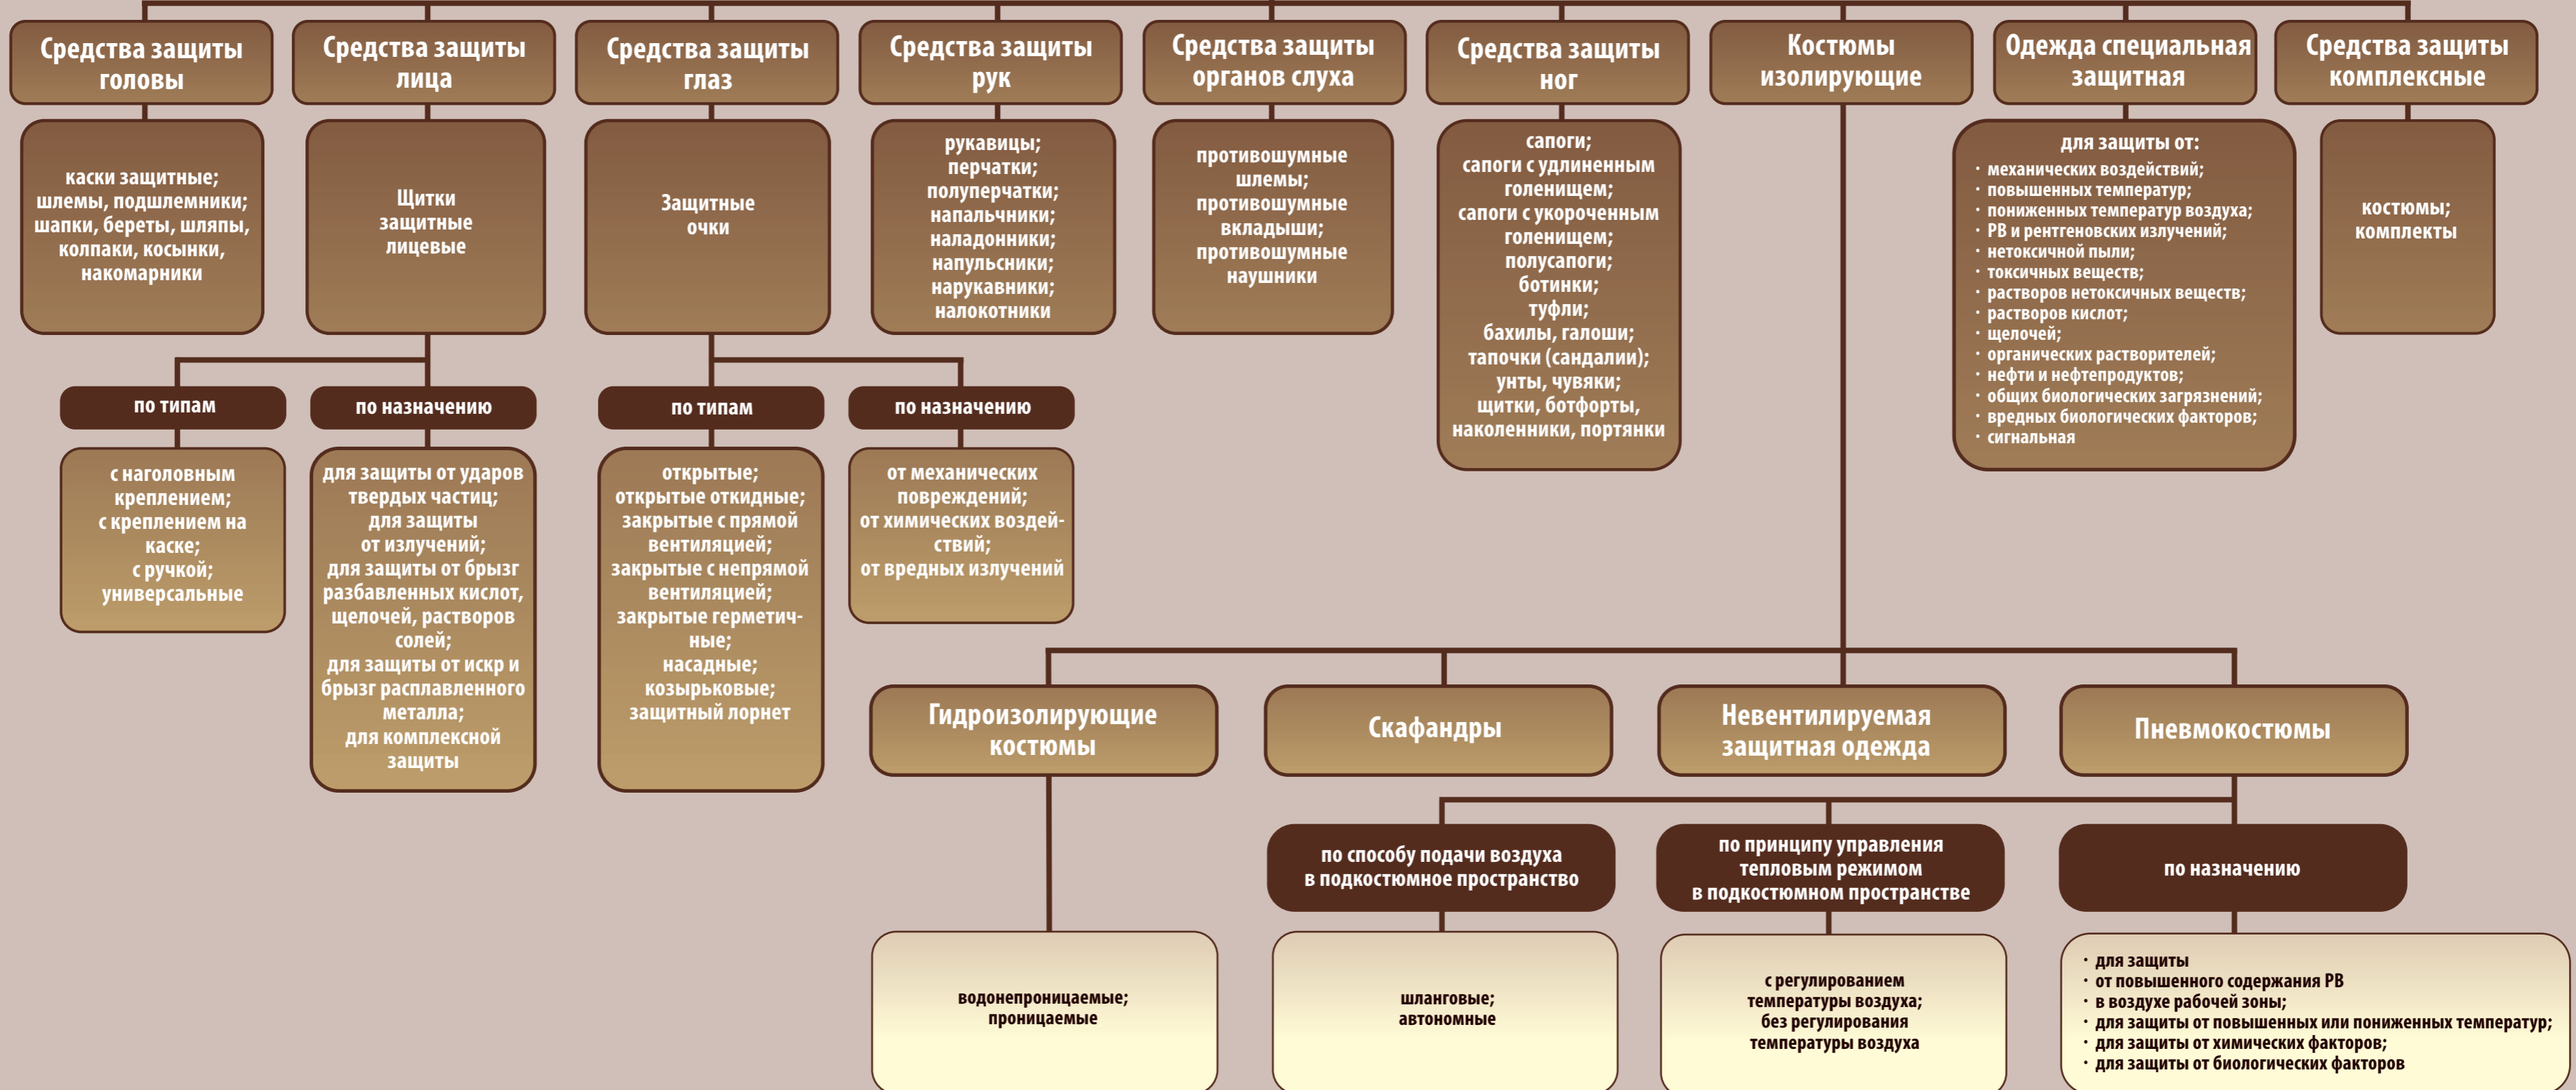 Средства защиты
головы
Средства защиты
лица
Средства защиты
глаз
Средства защиты
рук
Средства защиты
органов слуха
Средства защиты
ног
Костюмы
изолирующие
Одежда специальная
защитная
Средства защиты
комплексные
каски защитные;
шлемы, подшлемники;
шапки, береты, шляпы,
колпаки, косынки,
накомарники
Щитки
защитные
лицевые
Защитные
очки
рукавицы;
перчатки;
полуперчатки;
напальчники;
наладонники;
напульсники;
нарукавники;
налокотники
противошумные
шлемы;
противошумные
вкладыши;
противошумные
наушники
сапоги;
сапоги с удлиненным
голенищем;
сапоги с укороченным
голенищем;
полусапоги;
ботинки;
туфли;
бахилы, галоши;
тапочки (сандалии);
унты, чувяки;
щитки, ботфорты,
наколенники, портянки
для защиты от:
· механических воздействий;
· повышенных температур;
· пониженных температур воздуха;
· РВ и рентгеновских излучений;
· нетоксичной пыли;
· токсичных веществ;
· растворов нетоксичных веществ;
· растворов кислот;
· щелочей;
· органических растворителей;
· нефти и нефтепродуктов;
· общих биологических загрязнений;
· вредных биологических факторов;
· сигнальная
костюмы;
комплекты
по типам
по назначению
по типам
по назначению
с наголовным
креплением;
с креплением на
каске;
с ручкой;
универсальные
для защиты от ударов
твердых частиц;
для защиты
от излучений;
для защиты от брызг
разбавленных кислот,
щелочей, растворов
солей;
для защиты от искр и
брызг расплавленного
металла;
для комплексной
защиты
открытые;
открытые откидные;
закрытые с прямой
вентиляцией;
закрытые с непрямой
вентиляцией;
закрытые герметич-
ные;
насадные;
козырьковые;
защитный лорнет
от механических
повреждений;
от химических воздей-
ствий;
от вредных излучений
Гидроизолирующие
костюмы
Скафандры
Невентилируемая
защитная одежда
Пневмокостюмы
по способу подачи воздуха
в подкостюмное пространство
по принципу управления
тепловым режимом
в подкостюмном пространстве
по назначению
водонепроницаемые;
проницаемые
шланговые;
автономные
с регулированием
температуры воздуха;
без регулирования
температуры воздуха
· для защиты
· от повышенного содержания РВ
· в воздухе рабочей зоны;
· для защиты от повышенных или пониженных температур;
· для защиты от химических факторов;
· для защиты от биологических факторов